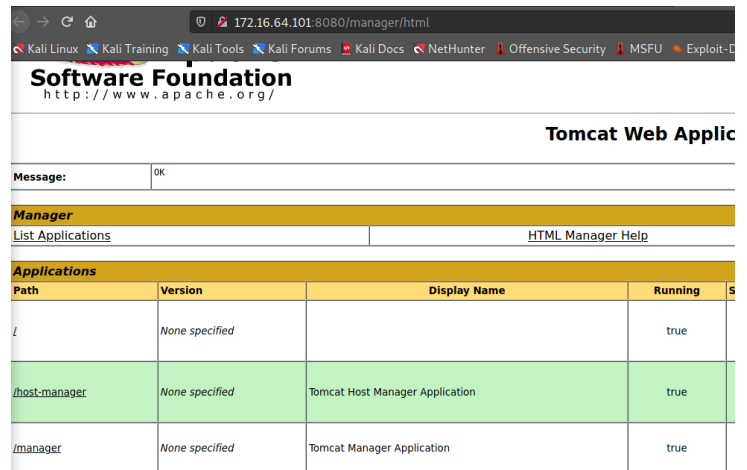 172.16.64.101:8080/manager/html
Kali Linux Kali Training Kali Tools Kali Forums Kali Docs NetHunter Offensive Security MSFU
Software Foundation
http://www.apache.org/
Tomcat Web
Message: OK
Manager
List Applications HTML Manager Help
Applications
Path Version Display Name Running
/ None specified true
/host-manager None specified Tomcat Host Manager Application true
/manager None specified Tomcat Manager Application true